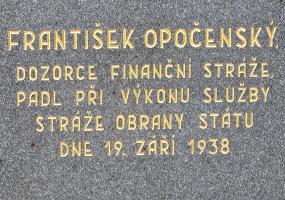 FRANTIŠEK OPOČENSKÝ,
DOZORCE FINANČNÍ STRÁŽE,
PADL PŘI VÝKONU SLUŽBY
STRÁŽE OBRANY STÁTU
DNE 19. ZÁŘÍ 1938